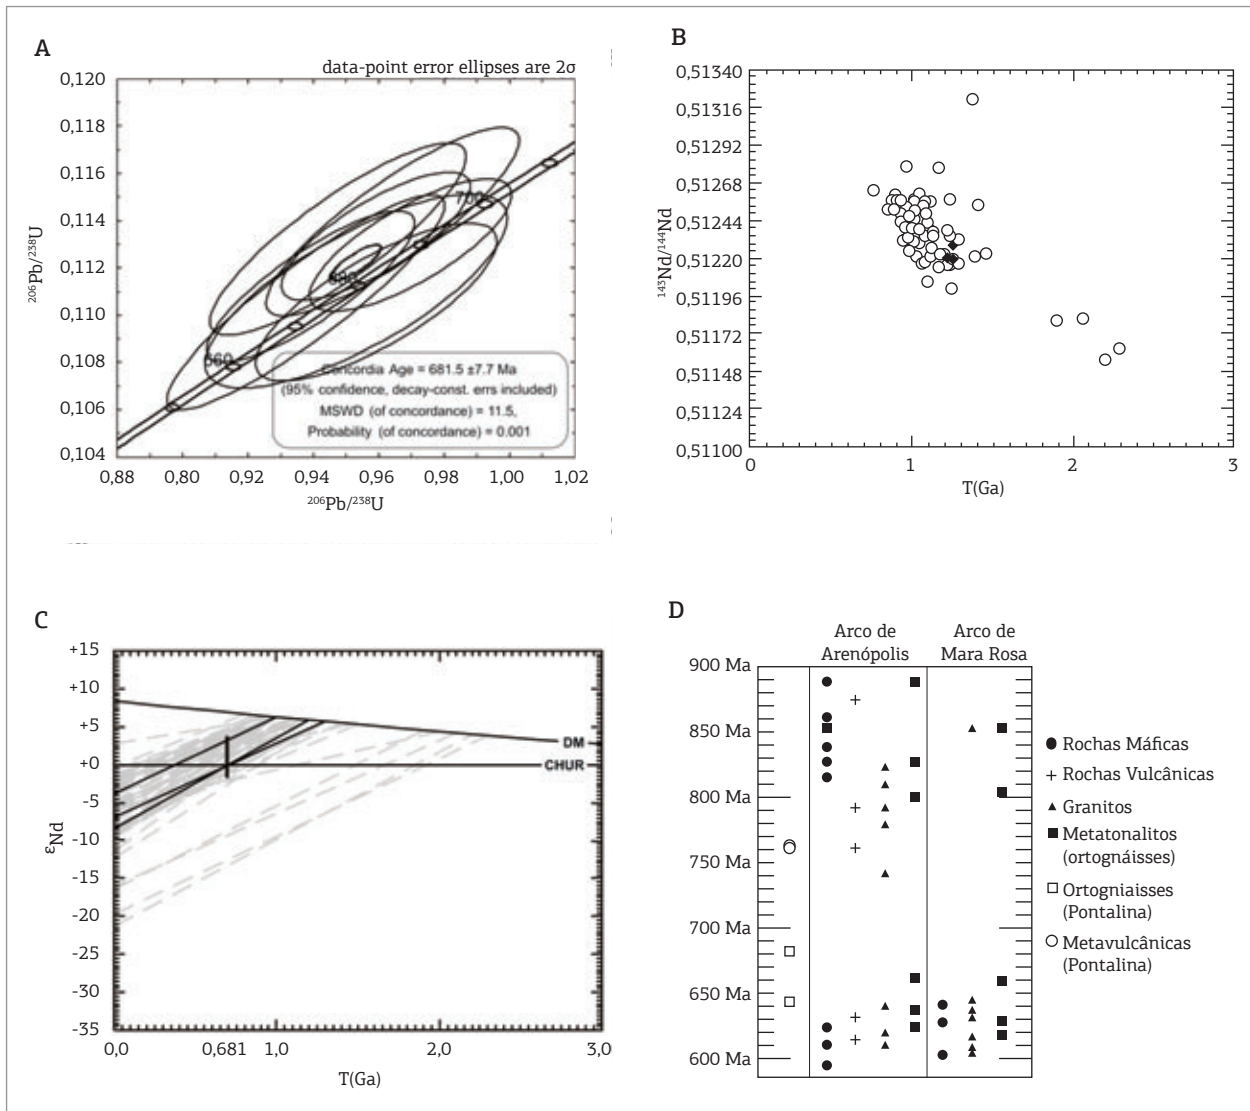 A
data-point error ellipses are 2σ
0,120
0,118
0,116
0,114
0,112
0,110
0,108
0,106
0,104
206Pb/238U
700
680
660
Concordia Age = 681.5 ±7.7 Ma
(95% confidence, decay-const. errs included)
MSWD (of concordance) = 11.5,
Probability (of concordance) = 0.001
0,88 0,80 0,92 0,94 0,96 0,98 1,00 1,02
206Pb/238U
B
0,51340
0,51316
0,51292
0,51268
0,51244
0,51220
0,51196
0,51172
0,51148
0,51124
0,51100
143Nd/144Nd
0 1 2 3
T(Ga)
C
+15
+10
+5
+0
-5
-10
-15
-20
-25
-30
-35
εNd
DM
CHUR
0,0 0,681 1,0 2,0 3,0
T(Ga)
D
Arco de Arenópolis
Arco de Mara Rosa
900 Ma
850 Ma
800 Ma
750 Ma
700 Ma
650 Ma
600 Ma
Rochas Máficas
Rochas Vulcânicas
Granitos
Metatonalitos
(ortognáisses)
Ortogniaisses
(Pontalina)
Metavulcânicas
(Pontalina)